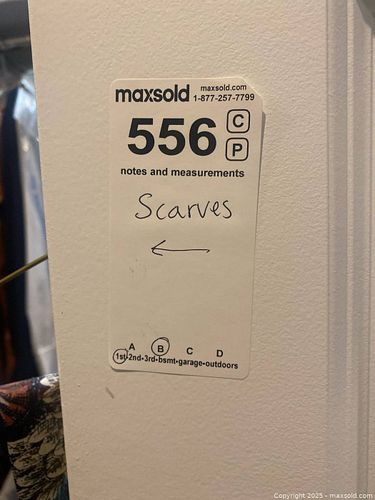 maxsold maxsold.com
1-877-257-7799
556 C
P
notes and measurements
Scarves
←
A B C D
1st-2nd-3rd-bsmt-garage-outdoors
Copyright 2025 - maxsold.com